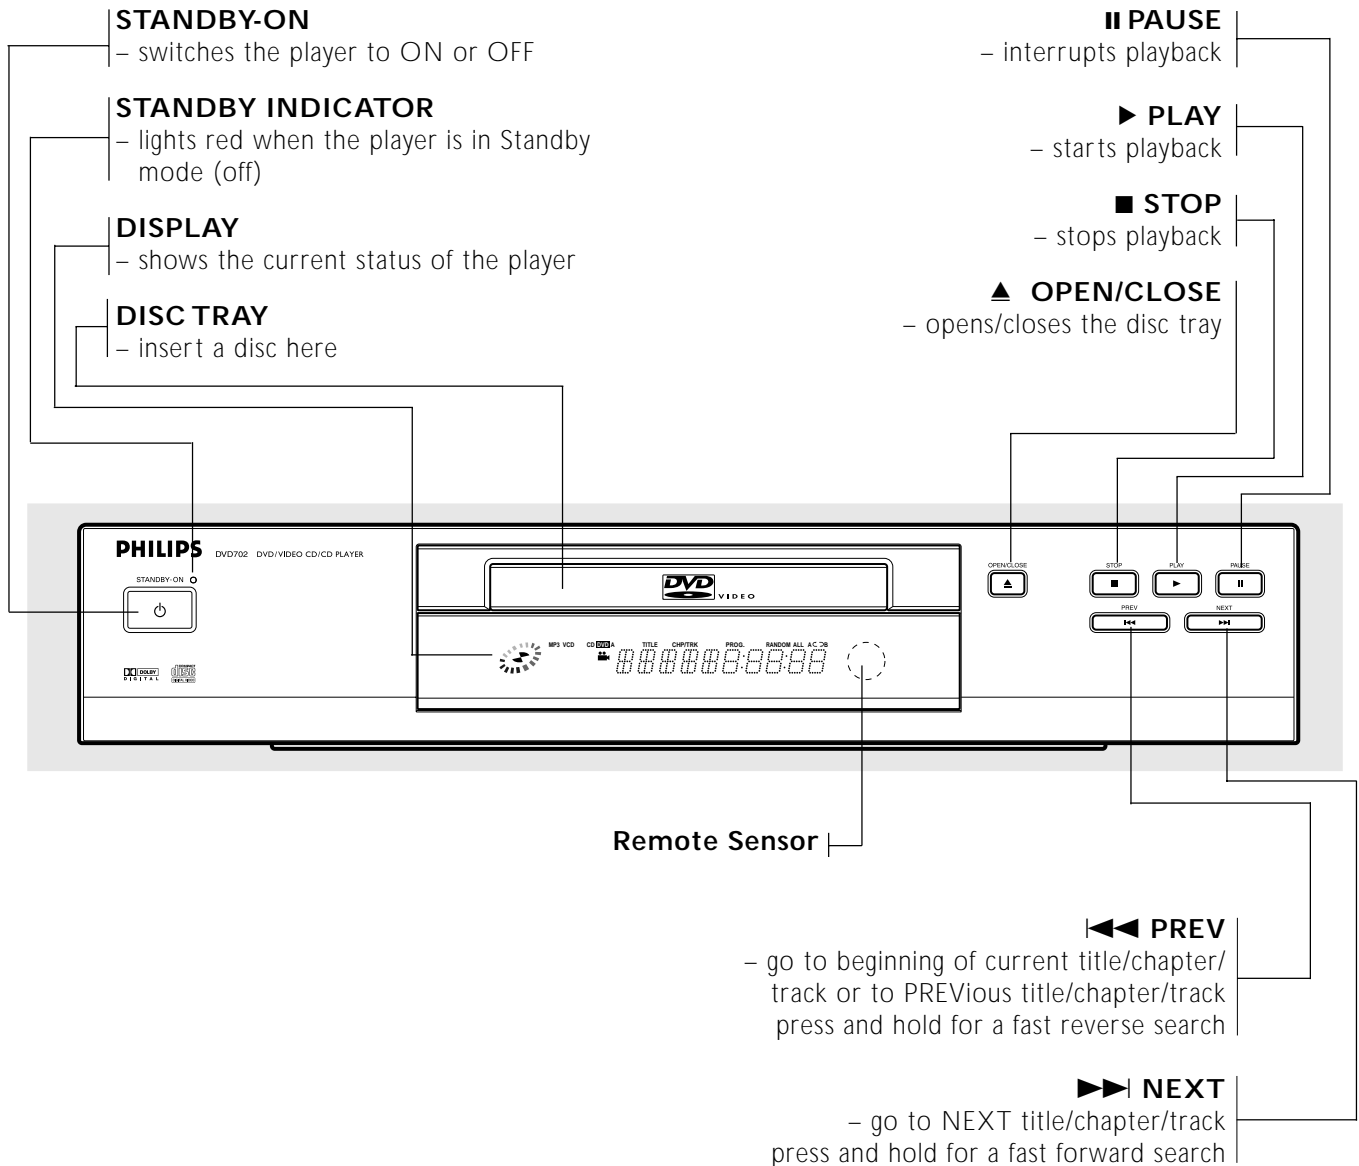 STANDBY-ON
– switches the player to ON or OFF
STANDBY INDICATOR
– lights red when the player is in Standby
mode (off)
DISPLAY
– shows the current status of the player
DISC TRAY
– insert a disc here
II PAUSE
– interrupts playback
▶ PLAY
– starts playback
■ STOP
– stops playback
▲ OPEN/CLOSE
– opens/closes the disc tray
PHILIPS DVD702 DVD/VIDEO CD/CD PLAYER
STANDBY-ON
DOLBY
DIGITAL
COMPACT
disc
DIGITAL VIDEO
DVD
VIDEO
MP3 VCD CD DVD A TITLE CHP/TRK PROG. RANDOM ALL A B
OPEN/CLOSE STOP PLAY PAUSE
PREV NEXT
Remote Sensor
PREV
– go to beginning of current title/chapter/
track or to PREVious title/chapter/track
press and hold for a fast reverse search
NEXT
– go to NEXT title/chapter/track
press and hold for a fast forward search